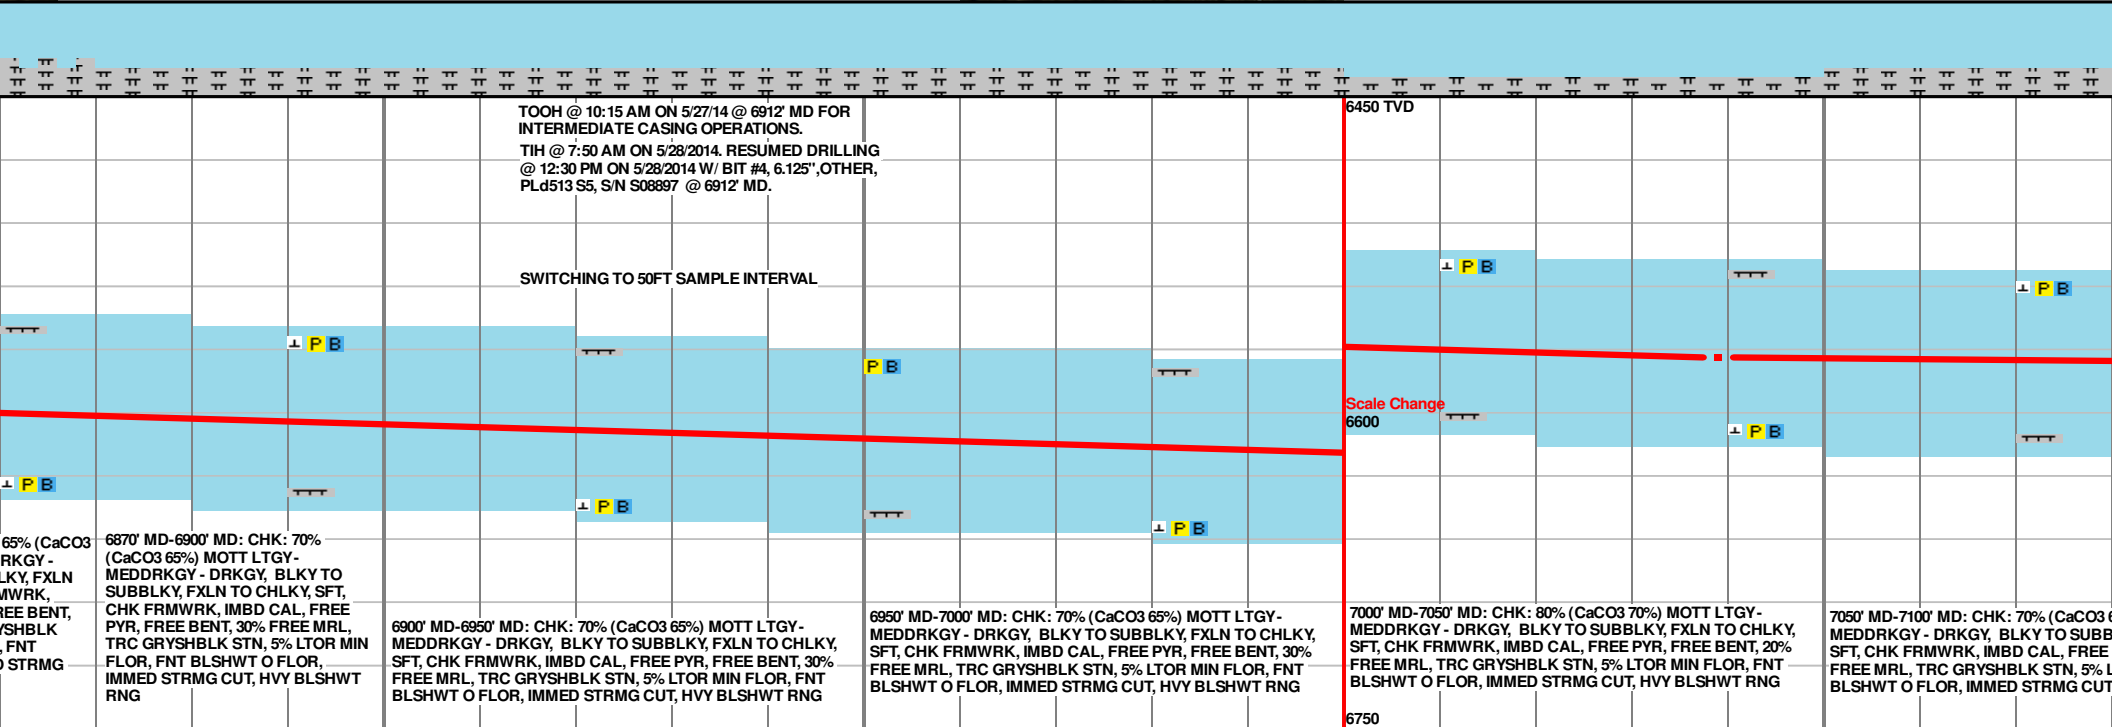 TOOH @ 10:15 AM ON 5/27/14 @ 6912' MD FOR
INTERMEDIATE CASING OPERATIONS.
TIH @ 7:50 AM ON 5/28/2014. RESUMED DRILLING
@ 12:30 PM ON 5/28/2014 W/ BIT #4, 6.125",OTHER,
PLd513 S5, S/N S08897 @ 6912' MD.
SWITCHING TO 50FT SAMPLE INTERVAL
6450 TVD
P B
P B
P B
P B
Scale Change
6600
P B
P B
P B
P B
65% (CaCO3
RKGY -
LKY, FXLN
MWRK,
REE BENT,
YSHBLK
, FNT
O STRMG
6870' MD-6900' MD: CHK: 70%
(CaCO3 65%) MOTT LTGY-
MEDDRKGY - DRKGY, BLKY TO
SUBBLKY, FXLN TO CHLKY, SFT,
CHK FRMWRK, IMBD CAL, FREE
PYR, FREE BENT, 30% FREE MRL,
TRC GRYSHBLK STN, 5% LTOR MIN
FLOR, FNT BLSHWT O FLOR,
IMMED STRMG CUT, HVY BLSHWT
RNG
6900' MD-6950' MD: CHK: 70% (CaCO3 65%) MOTT LTGY-
MEDDRKGY - DRKGY, BLKY TO SUBBLKY, FXLN TO CHLKY,
SFT, CHK FRMWRK, IMBD CAL, FREE PYR, FREE BENT, 30%
FREE MRL, TRC GRYSHBLK STN, 5% LTOR MIN FLOR, FNT
BLSHWT O FLOR, IMMED STRMG CUT, HVY BLSHWT RNG
6950' MD-7000' MD: CHK: 70% (CaCO3 65%) MOTT LTGY-
MEDDRKGY - DRKGY, BLKY TO SUBBLKY, FXLN TO CHLKY,
SFT, CHK FRMWRK, IMBD CAL, FREE PYR, FREE BENT, 30%
FREE MRL, TRC GRYSHBLK STN, 5% LTOR MIN FLOR, FNT
BLSHWT O FLOR, IMMED STRMG CUT, HVY BLSHWT RNG
7000' MD-7050' MD: CHK: 80% (CaCO3 70%) MOTT LTGY-
MEDDRKGY - DRKGY, BLKY TO SUBBLKY, FXLN TO CHLKY,
SFT, CHK FRMWRK, IMBD CAL, FREE PYR, FREE BENT, 20%
FREE MRL, TRC GRYSHBLK STN, 5% LTOR MIN FLOR, FNT
BLSHWT O FLOR, IMMED STRMG CUT, HVY BLSHWT RNG
7050' MD-7100' MD: CHK: 70% (CaCO3 6
MEDDRKGY - DRKGY, BLKY TO SUBB
SFT, CHK FRMWRK, IMBD CAL, FREE
FREE MRL, TRC GRYSHBLK STN, 5% L
BLSHWT O FLOR, IMMED STRMG CUT
6750